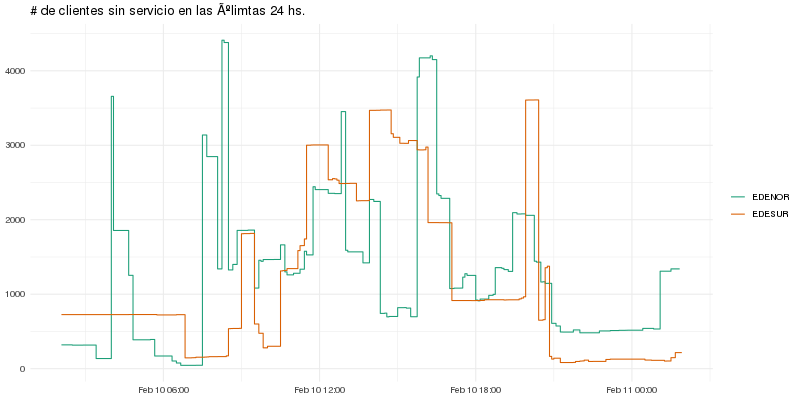 # de clientes sin servicio en las Ãºlimtas 24 hs.
4000
3000
2000
1000
0
Feb 10 06:00
Feb 10 12:00
Feb 10 18:00
Feb 11 00:00
EDENOR
EDESUR